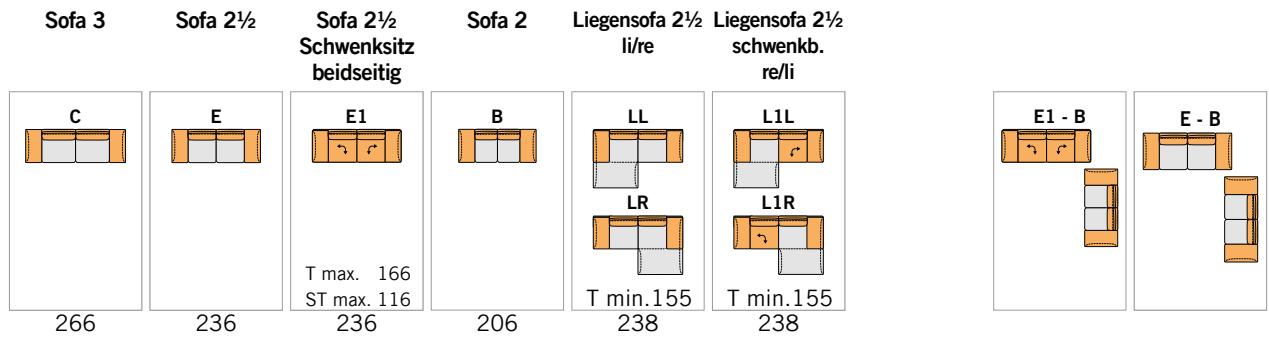 Sofa 3
Sofa 2½
Sofa 2½
Schwenksitz
beidseitig
Sofa 2
Liegensofa 2½
li/re
Liegensofa 2½
schwenkb.
re/li
C
E
E1
T max. 166
ST max. 116
B
LL
LR
T min.155
L1L
L1R
T min.155
E1 - B
E - B
266
236
236
206
238
238